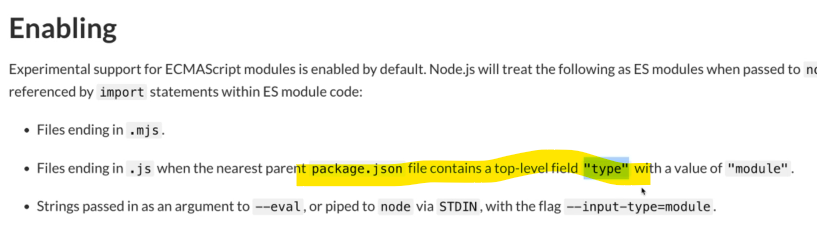 Enabling
Experimental support for ECMAScript modules is enabled by default. Node.js will treat the following as ES modules when passed to
referenced by import statements within ES module code:
• Files ending in .mjs.
• Files ending in .js when the nearest parent package.json file contains a top-level field "type" with a value of "module".
• Strings passed in as an argument to --eval, or piped to node via STDIN, with the flag --input-type=module.